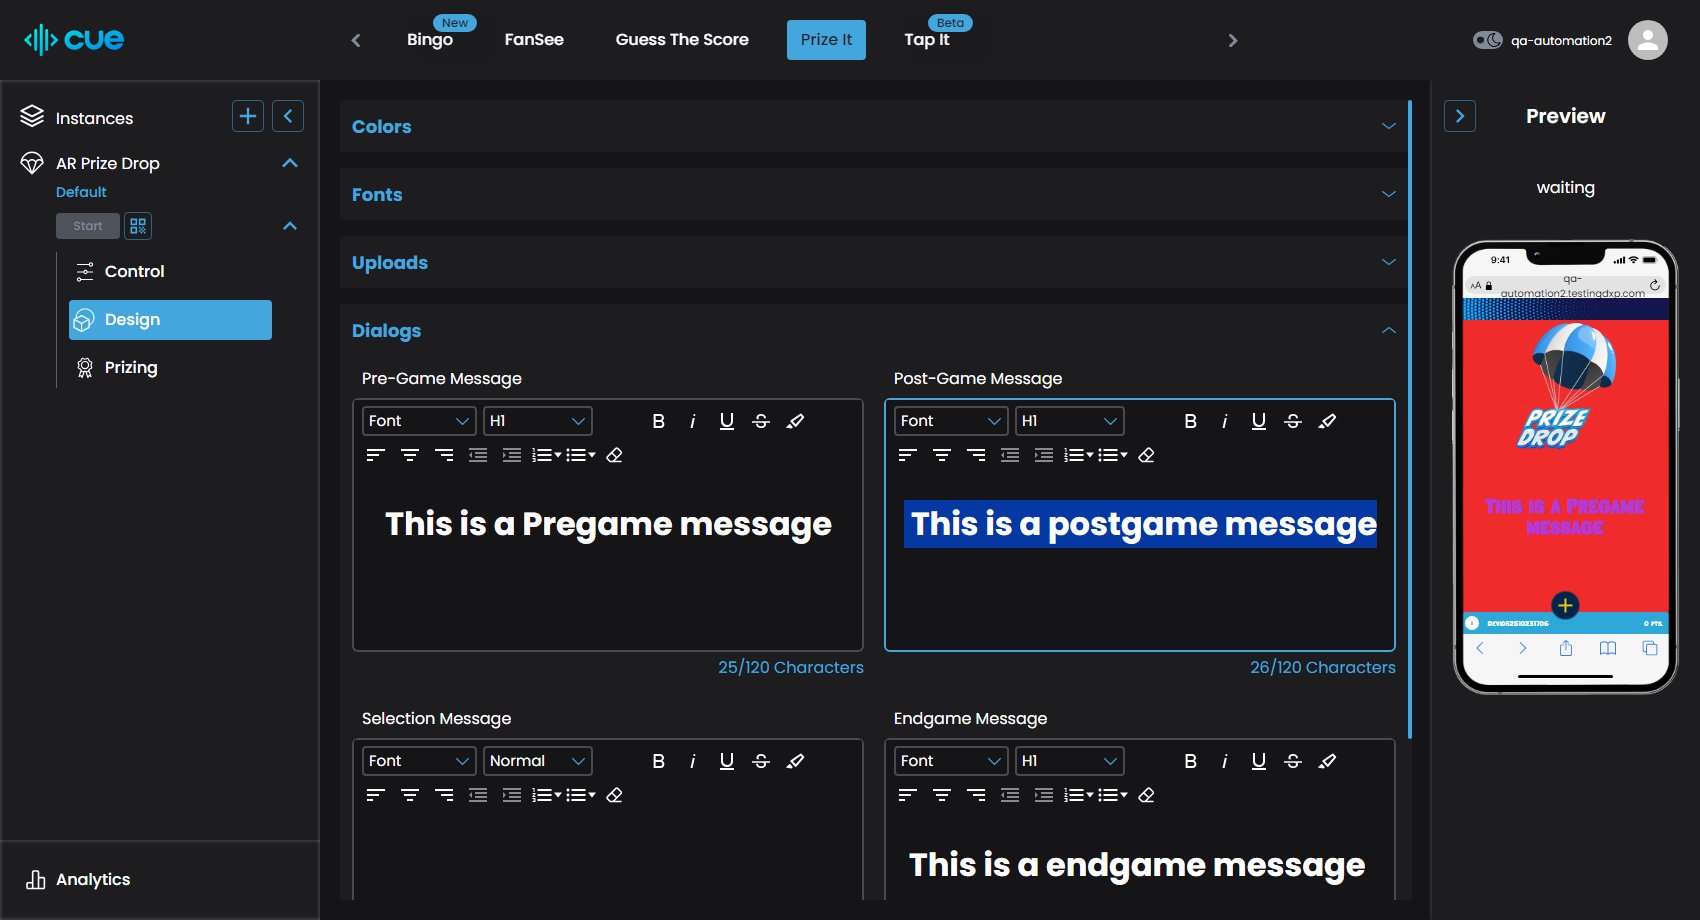 cue
Bingo
New
FanSee
Guess The Score
Prize It
Tap It
Beta
qa-automation2
Instances
AR Prize Drop
Default
Start
Control
Design
Prizing
Analytics
Colors
Fonts
Uploads
Dialogs
Pre-Game Message
Font
H1
B i U S
This is a Pregame message
25/120 Characters
Post-Game Message
Font
H1
B i U S
This is a postgame message
26/120 Characters
Selection Message
Font
Normal
B i U S
Endgame Message
Font
H1
B i U S
This is a endgame message
Preview
waiting
9:41
AA
qa-
automation2.testingdxp.com
PRIZE
DROP
This is a Pregame
message
0 PTS.